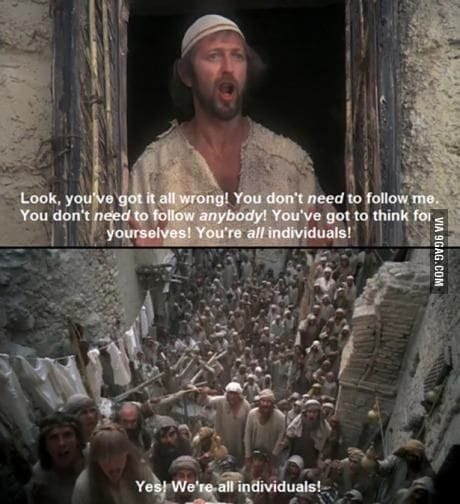 Look, you've got it all wrong! You don't need to follow me.
You don't need to follow anybody! You've got to think for
yourselves! You're all individuals!
VIA 9GAG.COM
Yes! We're all individuals!